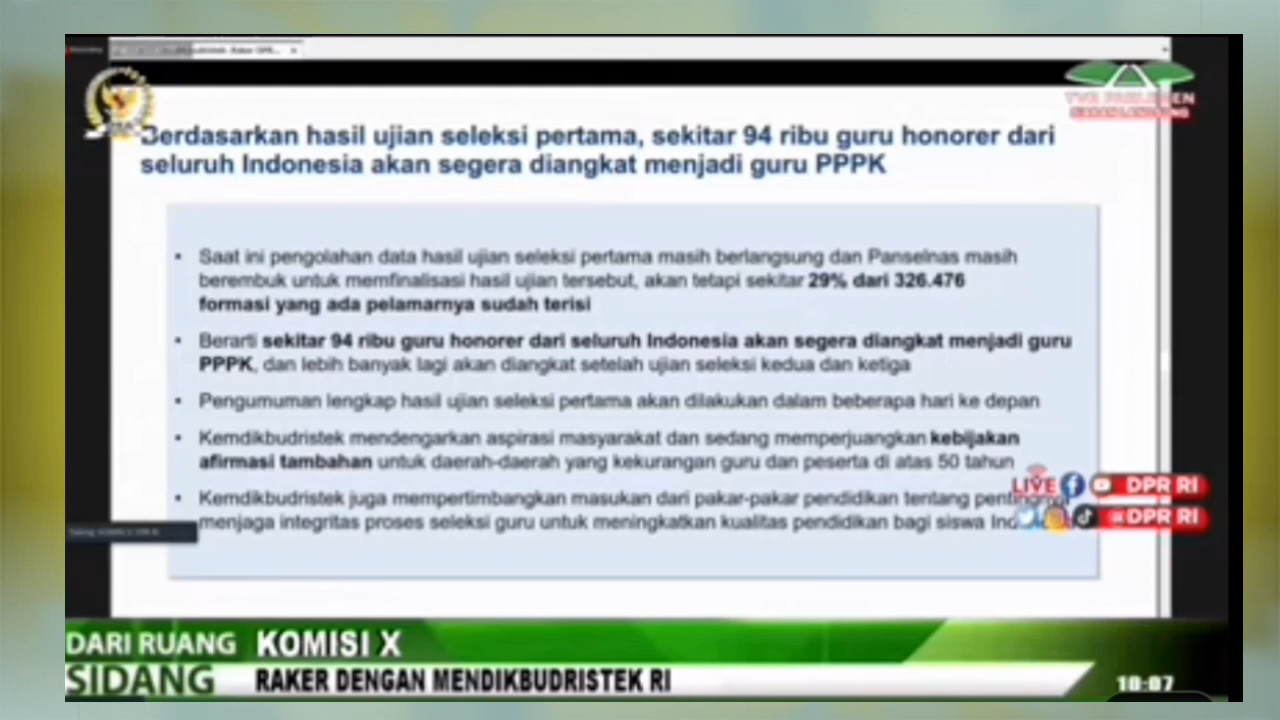 Berdasarkan hasil ujian seleksi pertama, sekitar 94 ribu guru honorer dari
seluruh Indonesia akan segera diangkat menjadi guru PPPK
• Saat ini pengolahan data hasil ujian seleksi pertama masih berlangsung dan Panselnas masih
berembuk untuk memfinalisasi hasil ujian tersebut, akan tetapi sekitar 29% dari 326.476
formasi yang ada pelamarnya sudah terisi
• Berarti sekitar 94 ribu guru honorer dari seluruh Indonesia akan segera diangkat menjadi guru
PPPK, dan lebih banyak lagi akan diangkat setelah ujian seleksi kedua dan ketiga
• Pengumuman lengkap hasil ujian seleksi pertama akan dilakukan dalam beberapa hari ke depan
• Kemdikbudristek mendengarkan aspirasi masyarakat dan sedang memperjuangkan kebijakan
afirmasi tambahan untuk daerah-daerah yang kekurangan guru dan peserta di atas 50 tahun
LIVE DPR RI
• Kemdikbudristek juga mempertimbangkan masukan dari pakar-pakar pendidikan tentang
menjaga integritas proses seleksi guru untuk meningkatkan kualitas pendidikan bagi siswa
@DPR RI
DARI RUANG KOMISI X
SIDANG RAKER DENGAN MENDIKBUDRISTEK RI
10:07